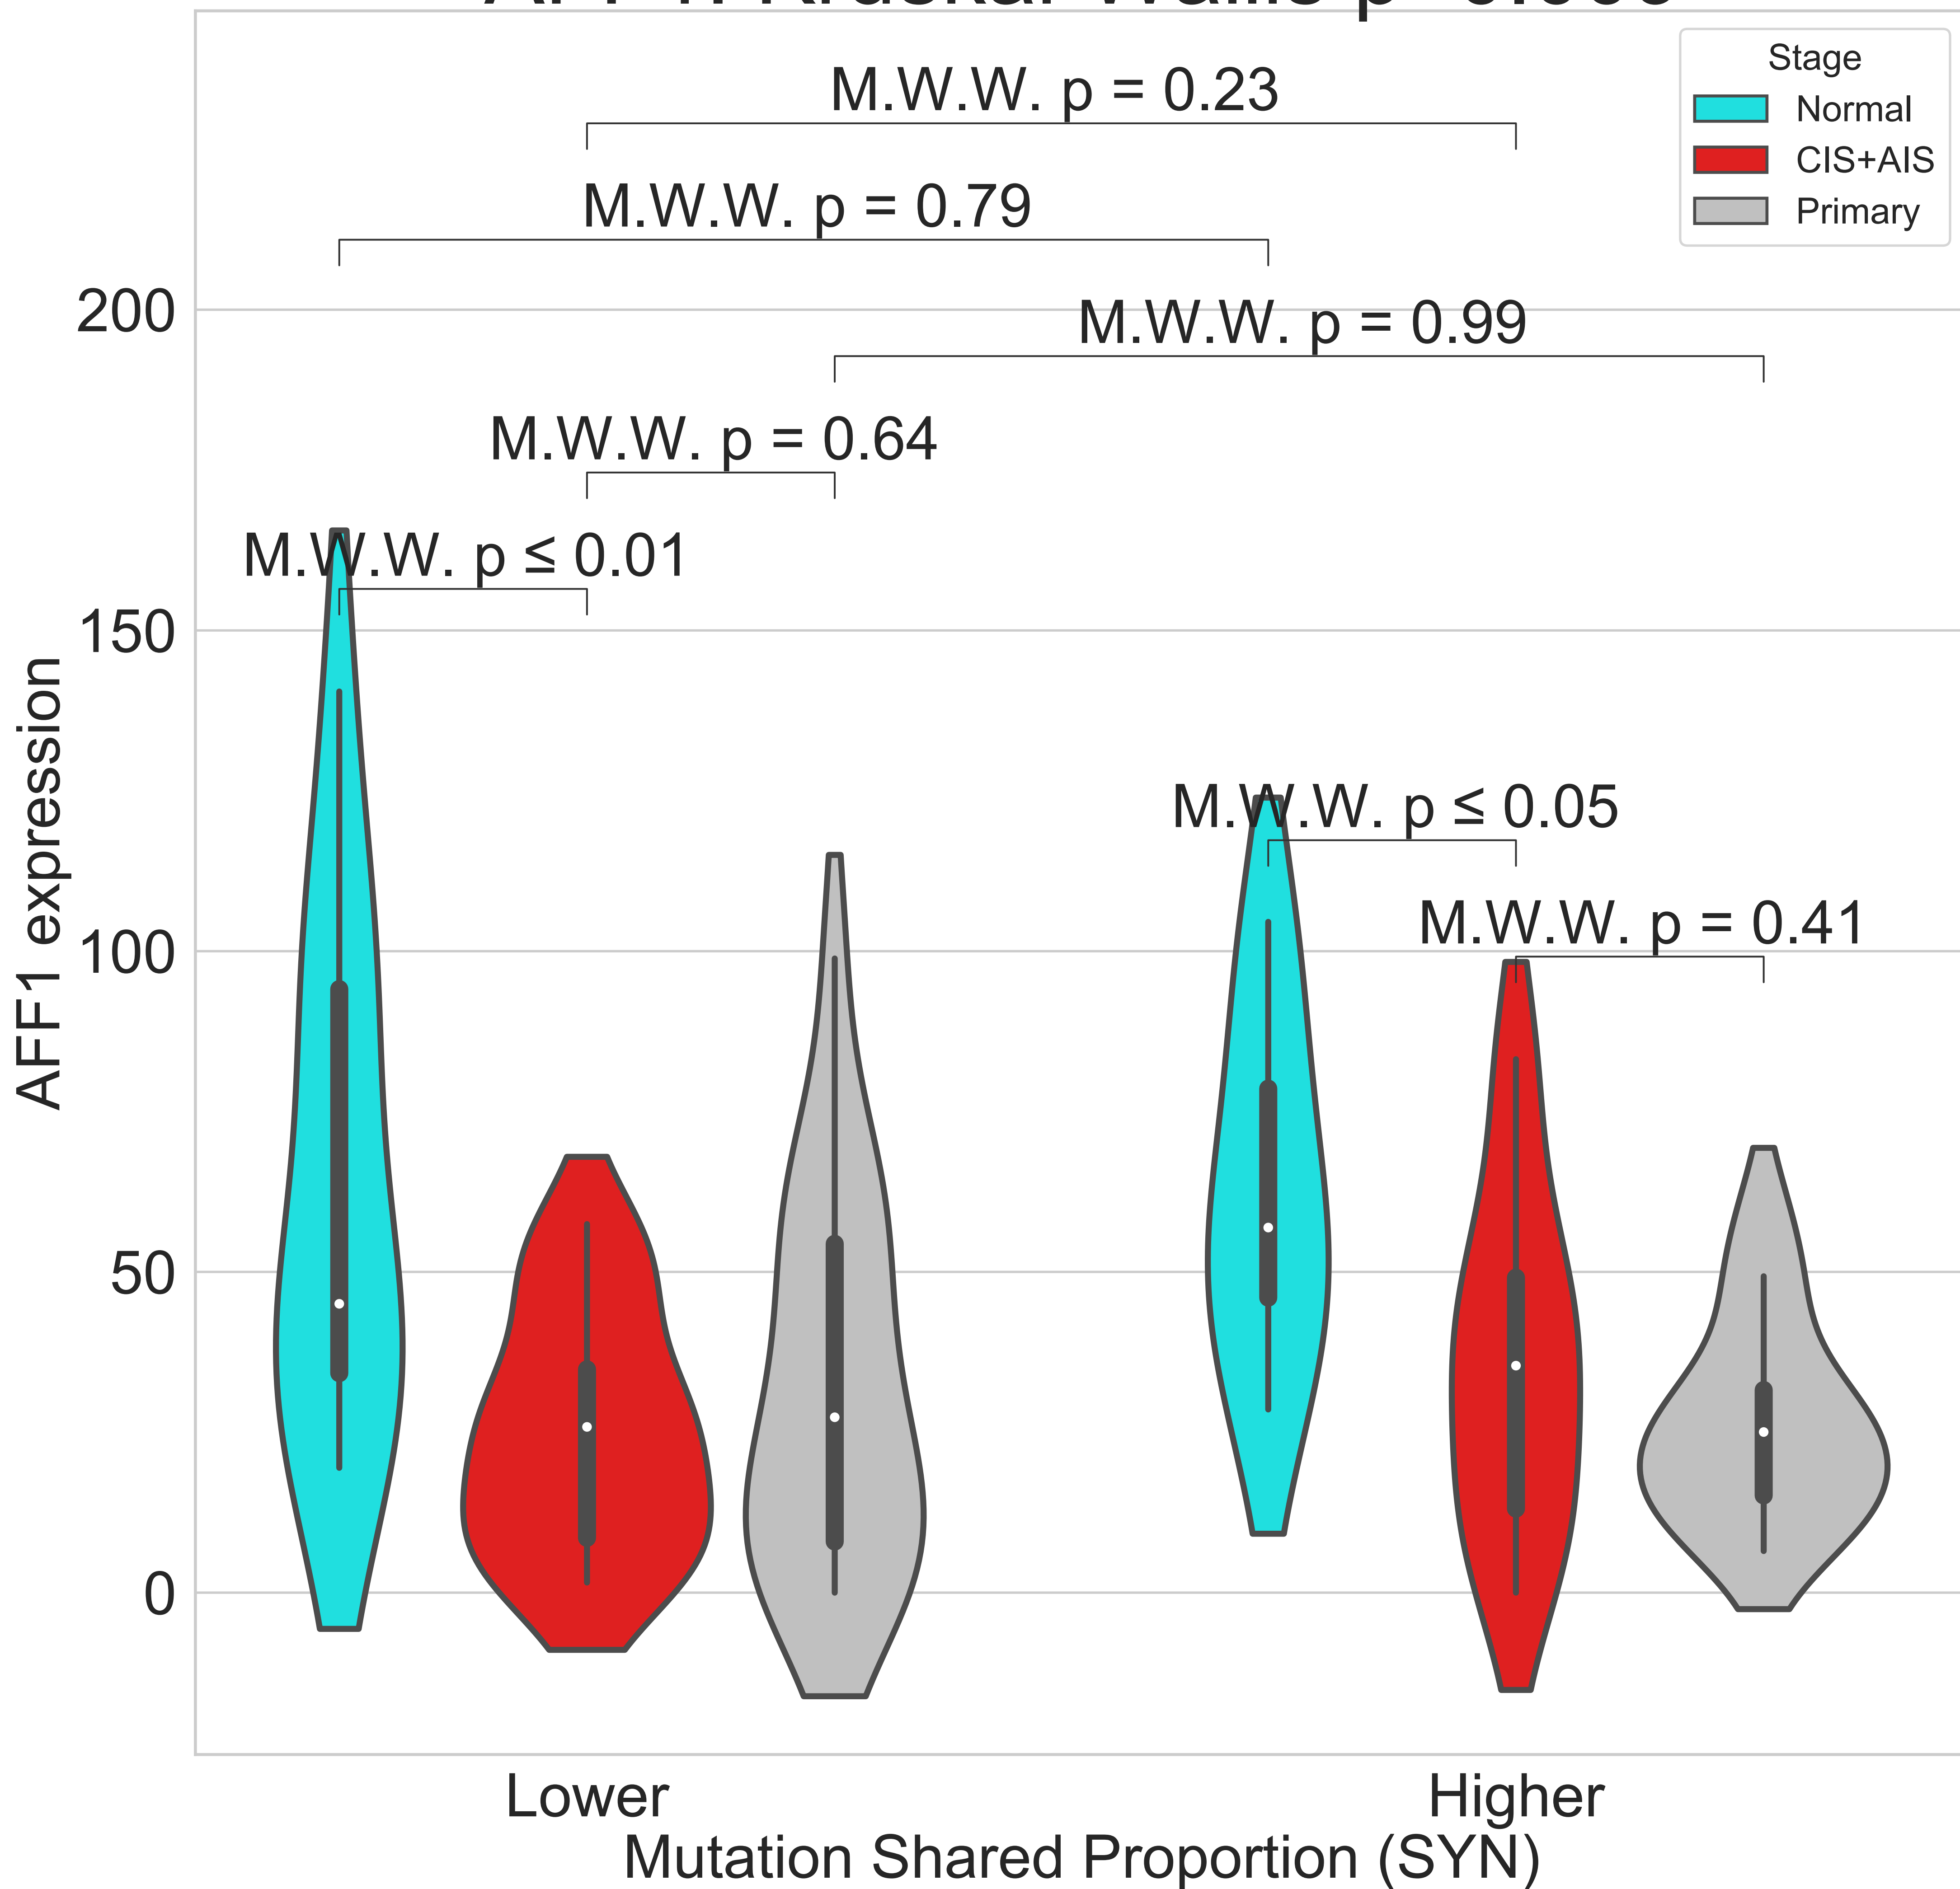 M.W.W. p = 0.23
Stage
Normal
CIS+AIS
Primary
M.W.W. p = 0.79
M.W.W. p = 0.99
M.W.W. p = 0.64
M.W.W. p ≤ 0.01
M.W.W. p ≤ 0.05
M.W.W. p = 0.41
200
150
100
50
0
AFF1 expression
Lower
Higher
Mutation Shared Proportion (SYN)